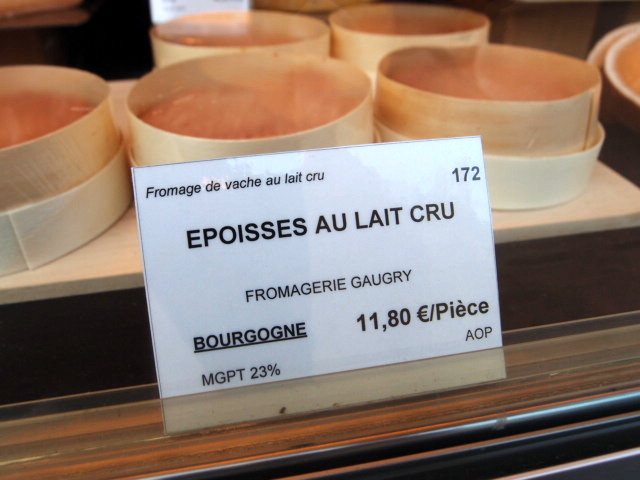 Fromage de vache au lait cru 172
EPOISSES AU LAIT CRU
FROMAGERIE GAUGRY
BOURGOGNE 11,80 €/Pièce
AOP
MGPT 23%